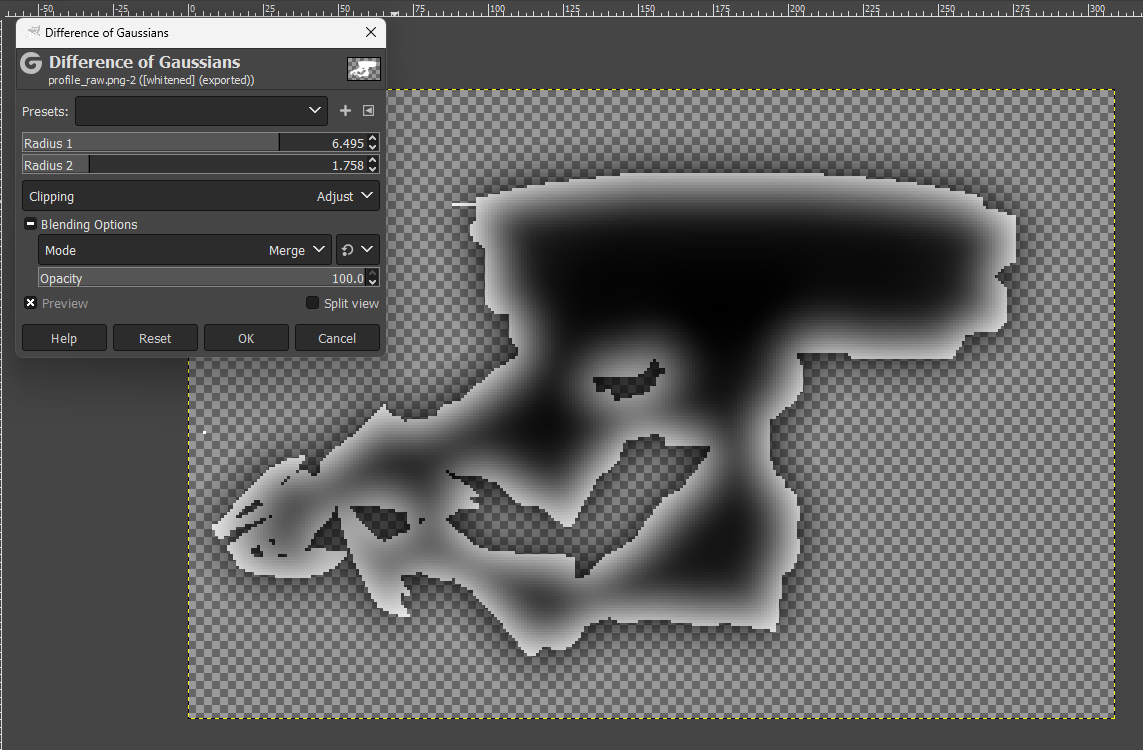 -50 -25 0 25 50 75 100 125 150 175 200 225 250 275 300
Difference of Gaussians
G Difference of Gaussians
profile_raw.png-2 ([whitened] (exported))
Presets:
Radius 1 6.495
Radius 2 1.758
Clipping Adjust
Blending Options
Mode Merge
Opacity 100.0
Preview Split view
Help Reset OK Cancel